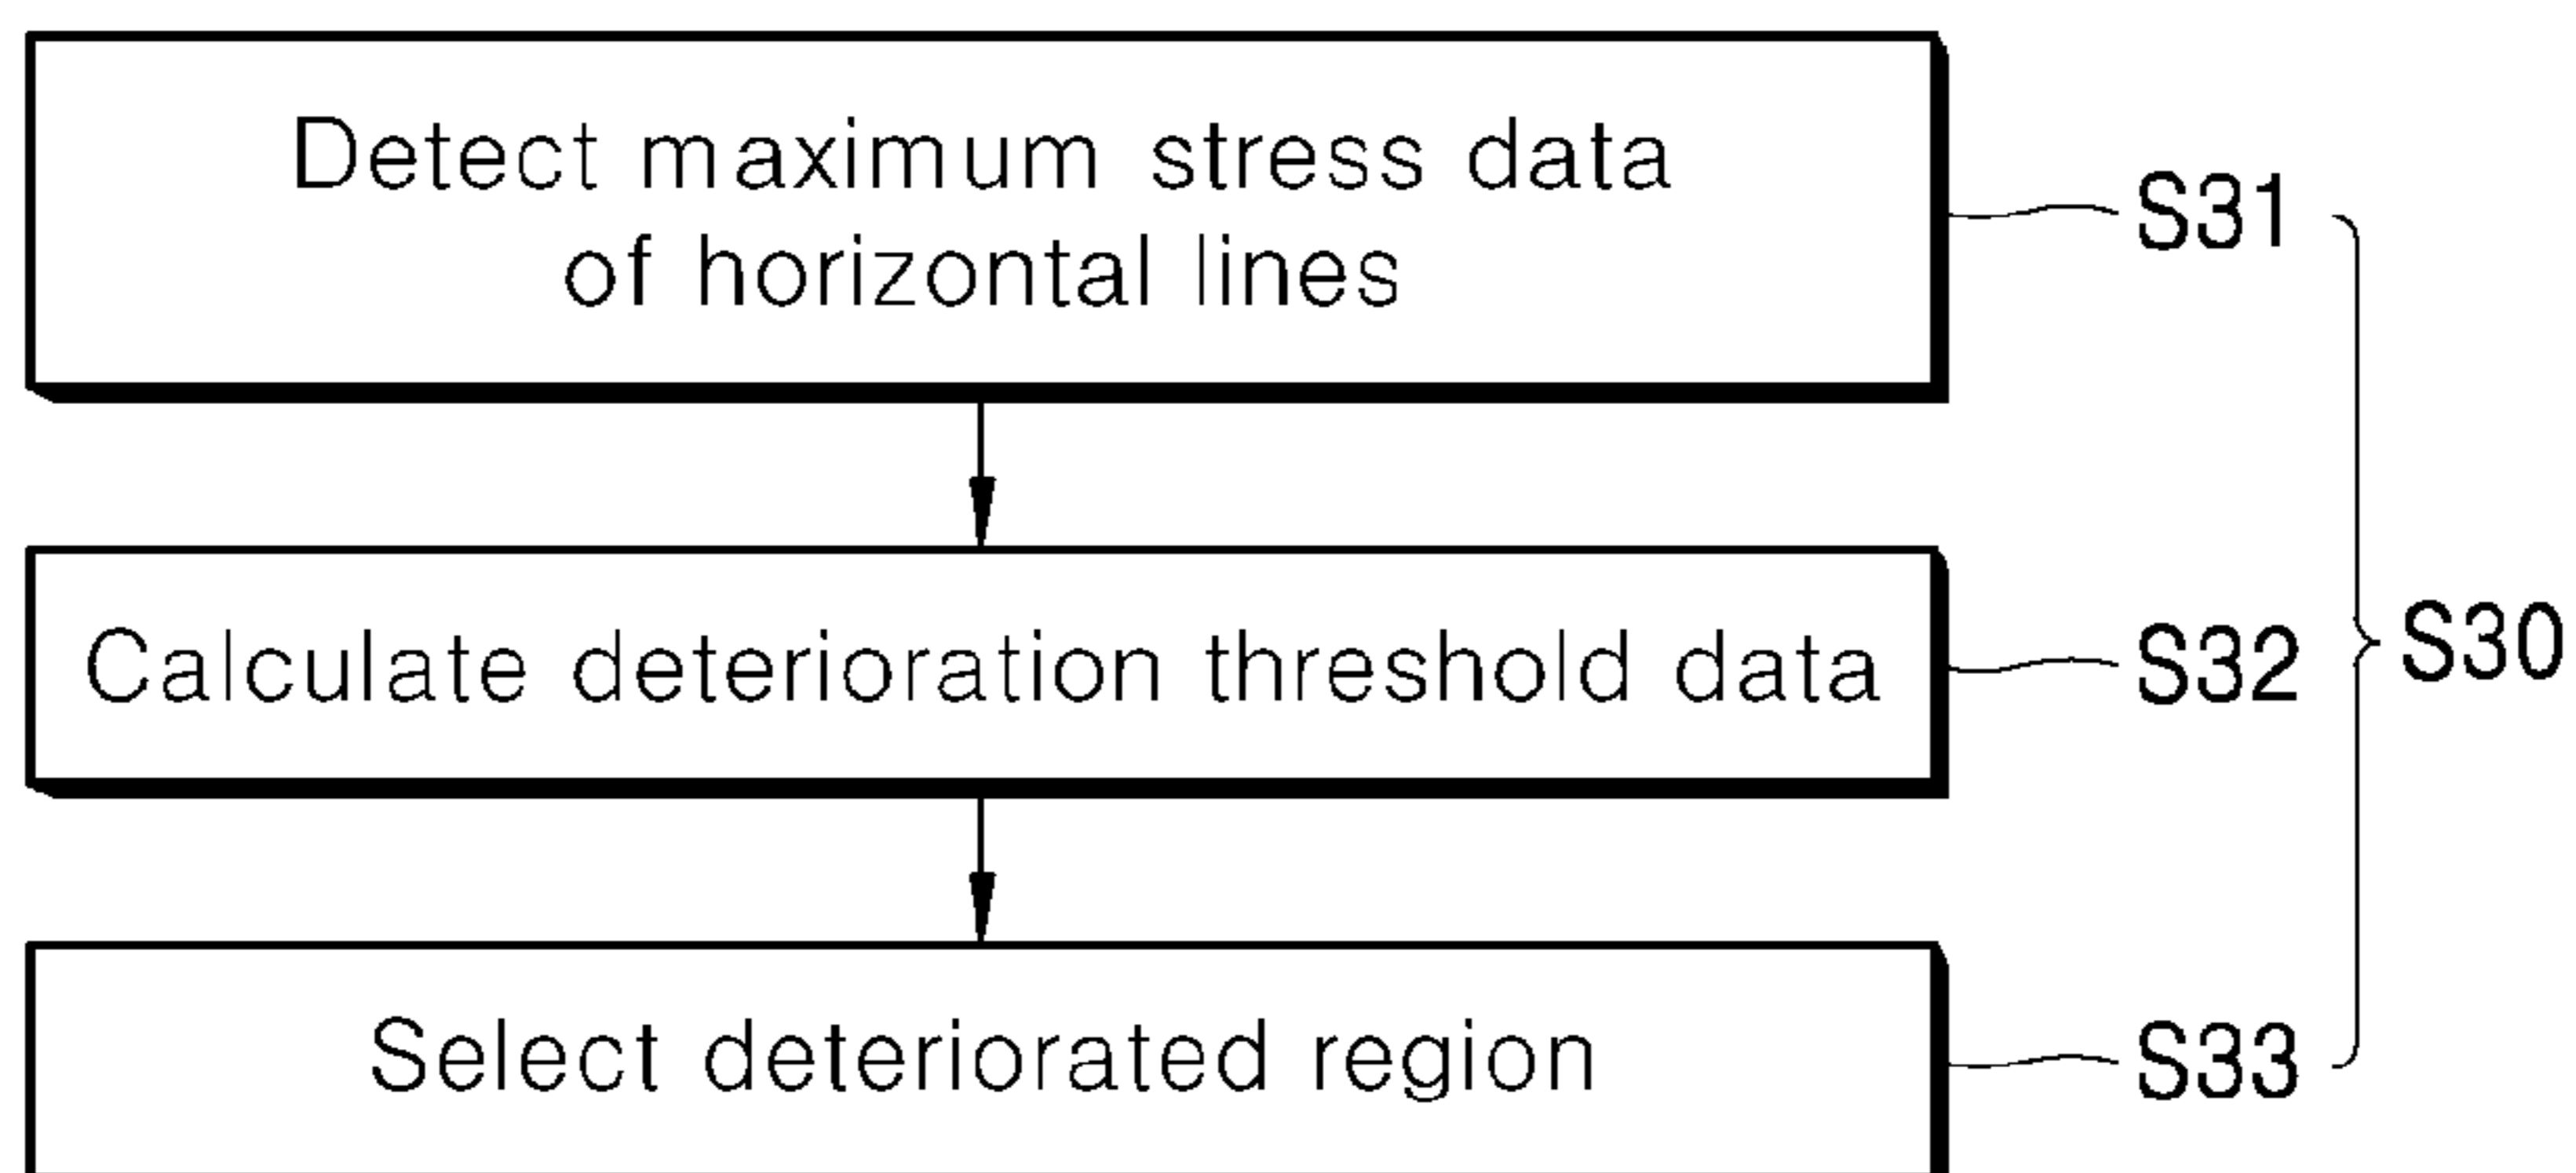 Detect maximum stress data
of horizontal lines
S31
Calculate deterioration threshold data
S32
S30
Select deteriorated region
S33